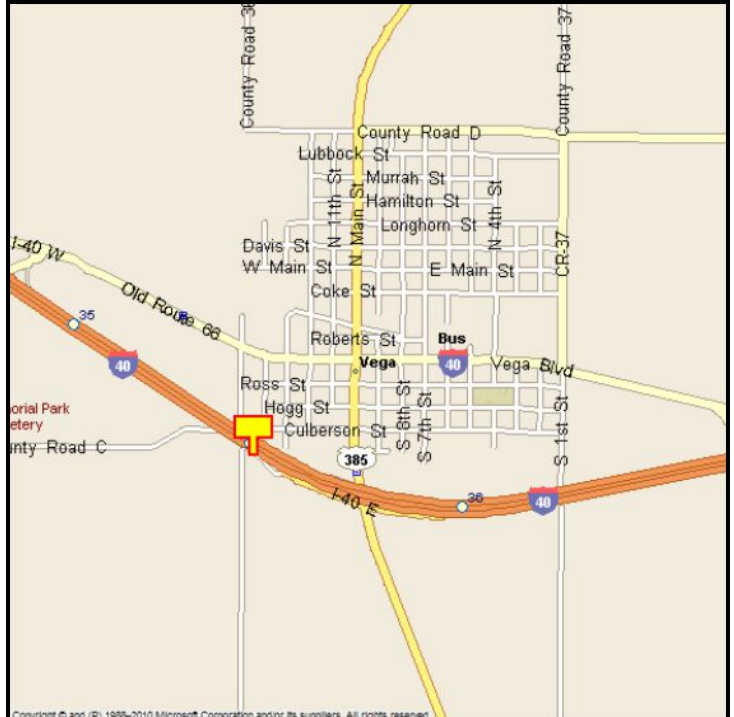 County Road 36
County Road 37
County Road D
Lubbock St
Murrah St
N 11th St
N Main St
Hamilton St
N 4th St
Longhorn St
Davis St
W Main St
E Main St
CR-37
I-40 W
Coke St
Old Route 66
35
Roberts St
Bus
40
Vega
40
Vega Blvd
Ross St
orial Park
etery
Hogg St
S 8th St
S 7th St
S 1st St
Culberson St
nty Road C
385
I-40 E
36
40
Copyright © and (P) 1988–2010 Microsoft Corporation and/or its suppliers. All rights reserved.